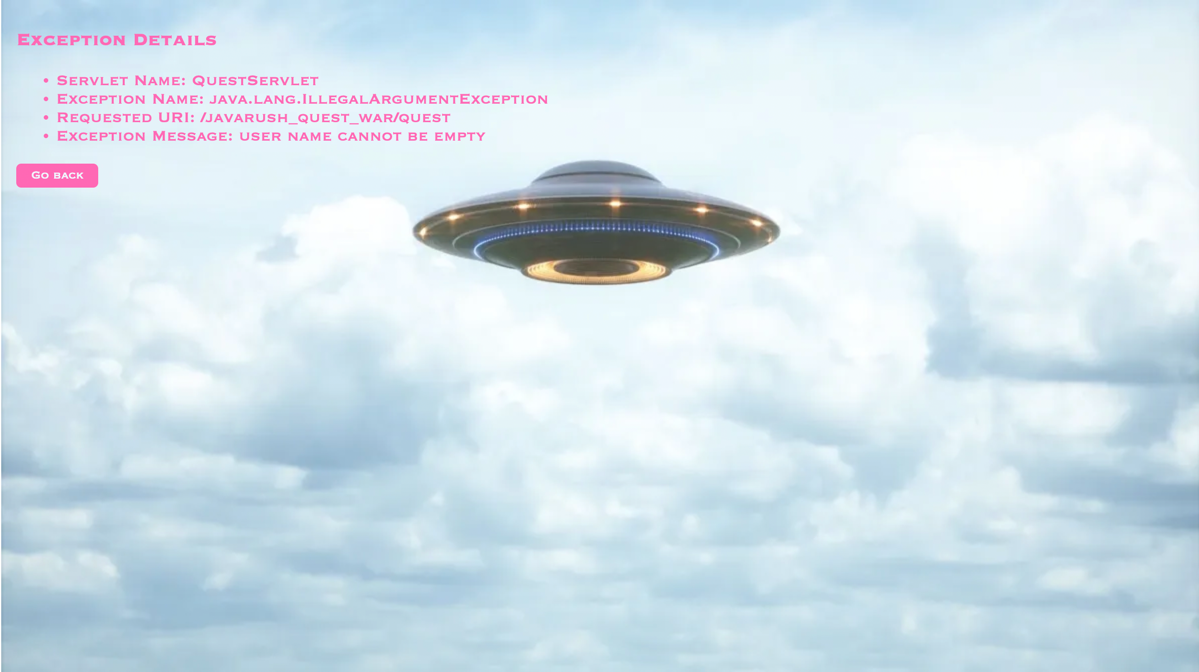 Exception Details
• Servlet Name: QuestServlet
• Exception Name: java.lang.IllegalArgumentException
• Requested URI: /javarush_quest_war/quest
• Exception Message: user name cannot be empty
Go back